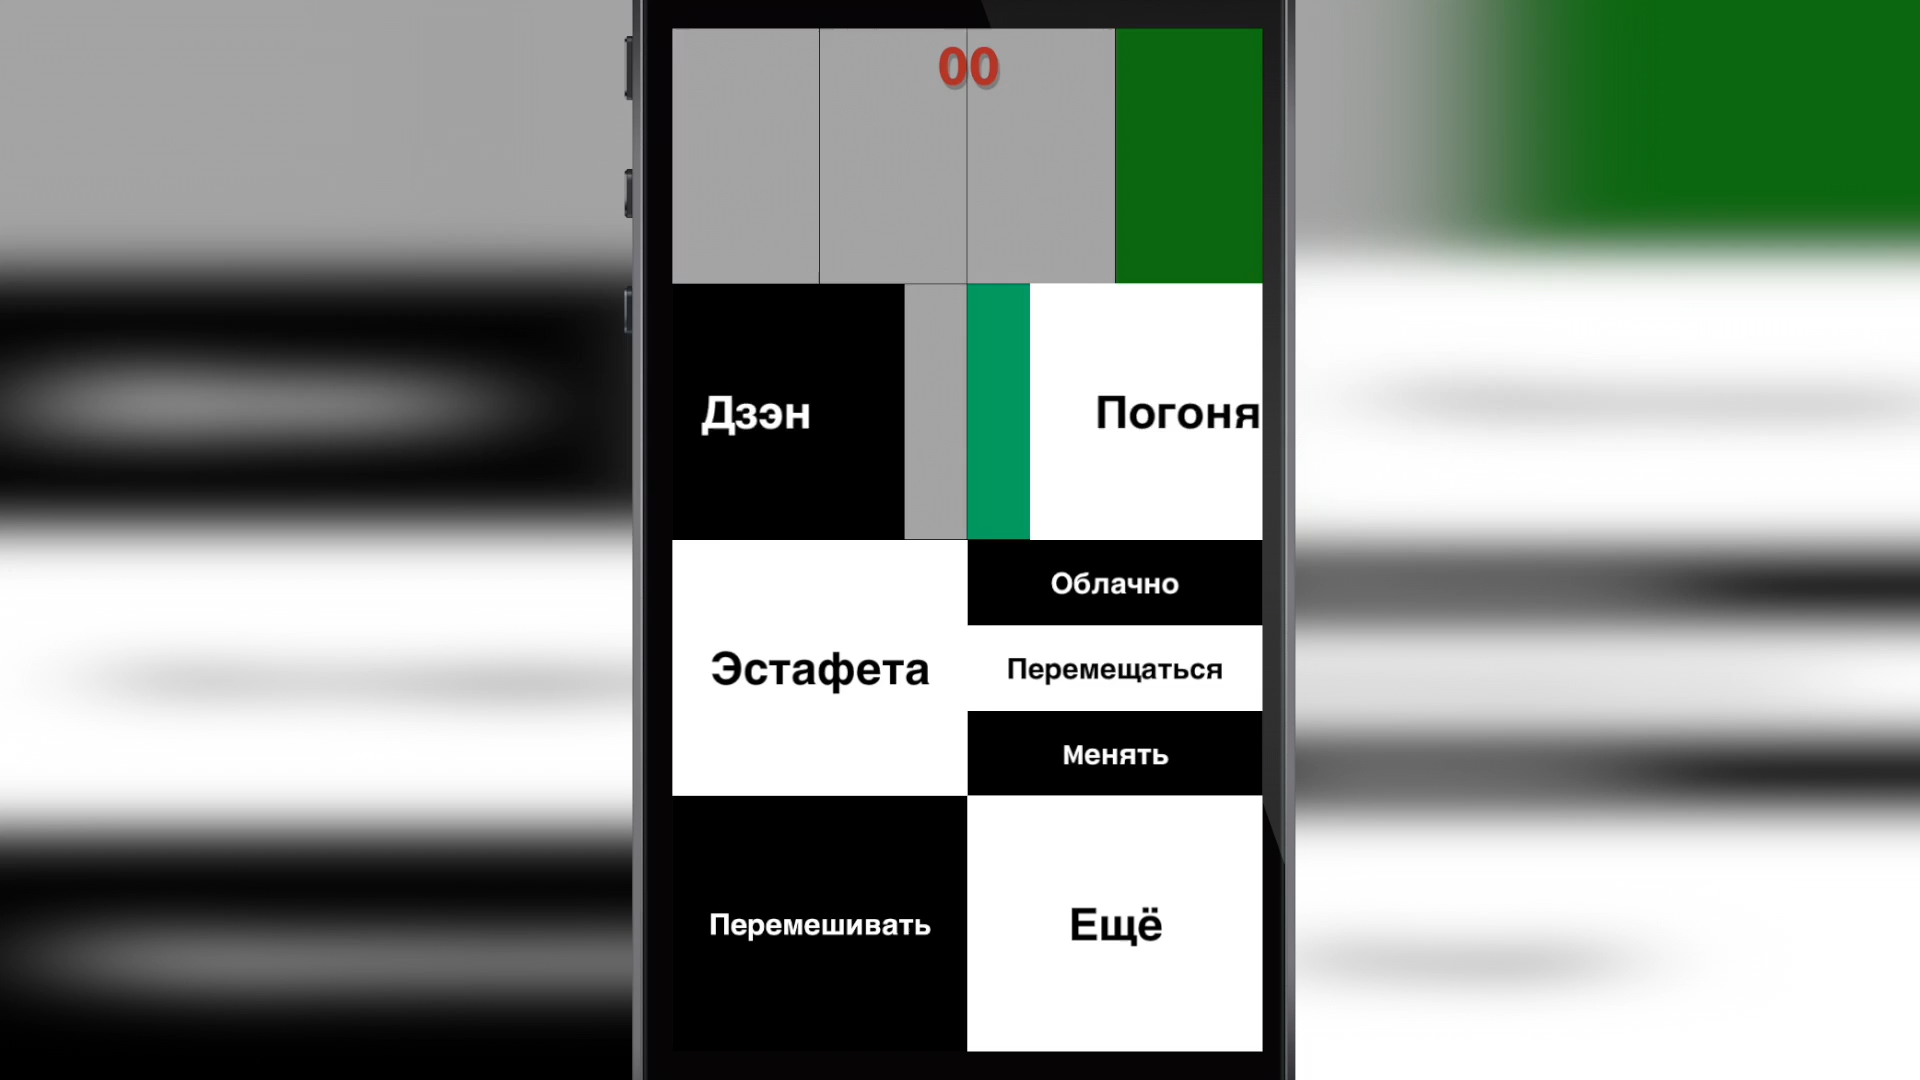 00
Дзэн
Погоня
Эстафета
Облачно
Перемещаться
Менять
Перемешивать
Ещё